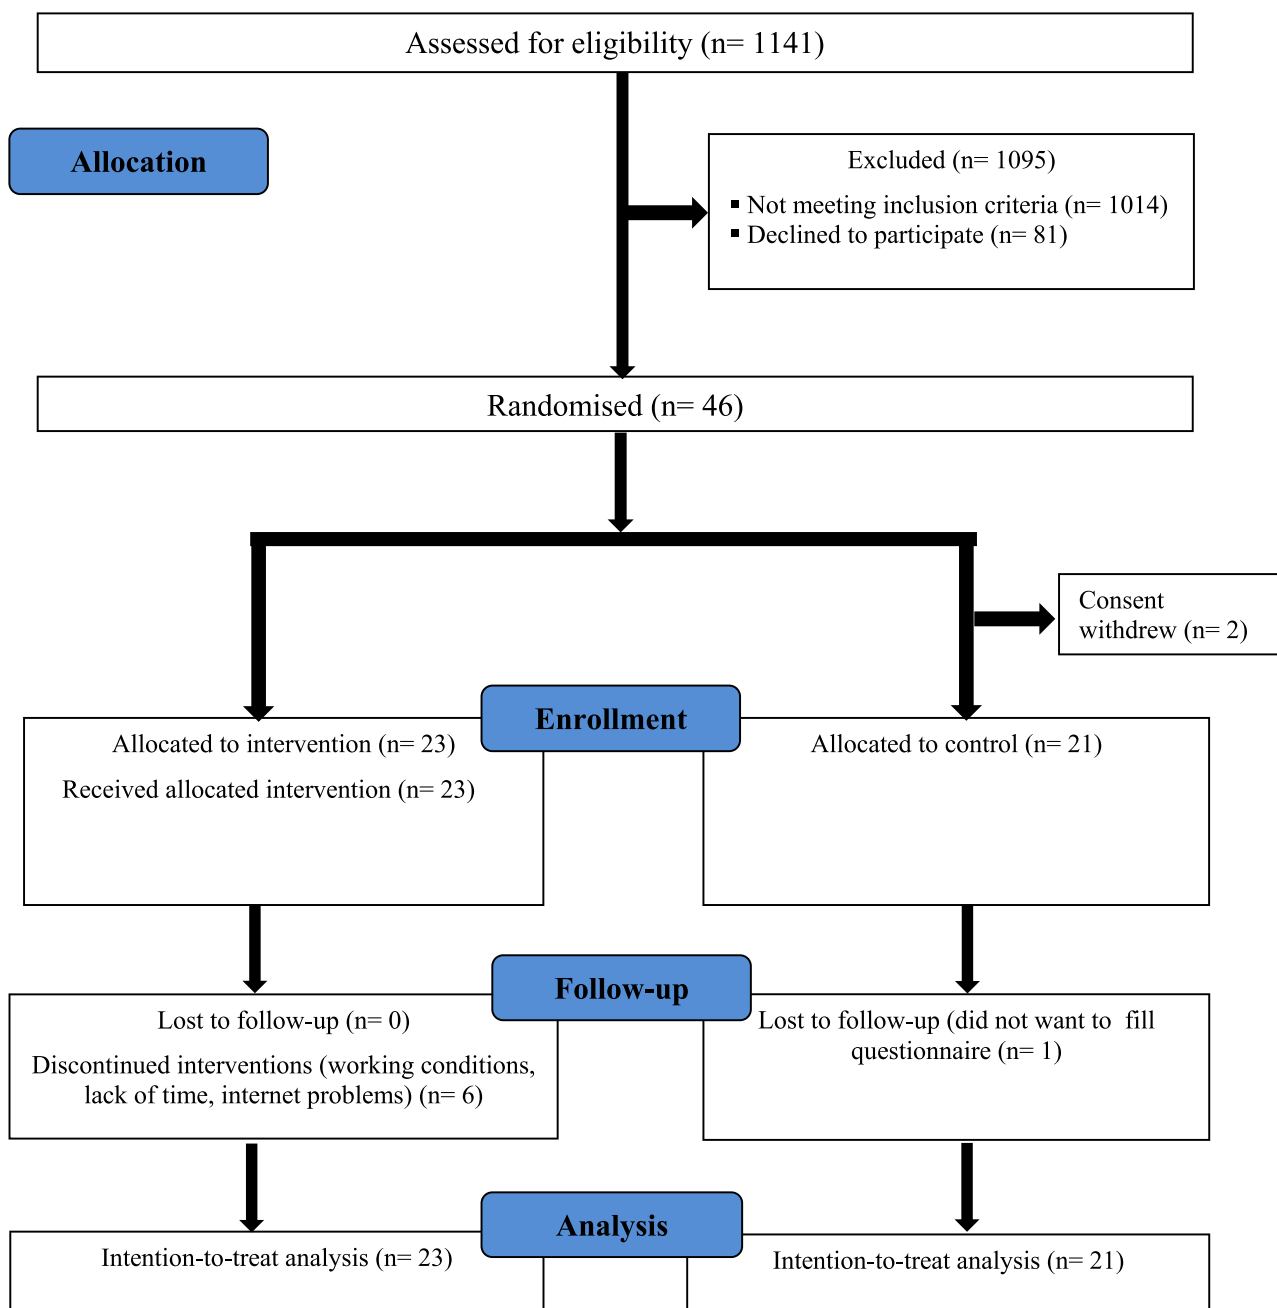 Assessed for eligibility (n= 1141)
Allocation
Excluded (n= 1095)
▪ Not meeting inclusion criteria (n= 1014)
▪ Declined to participate (n= 81)
Randomised (n= 46)
Consent
withdrew (n= 2)
Enrollment
Allocated to intervention (n= 23)
Received allocated intervention (n= 23)
Allocated to control (n= 21)
Follow-up
Lost to follow-up (n= 0)
Discontinued interventions (working conditions,
lack of time, internet problems) (n= 6)
Lost to follow-up (did not want to  fill
questionnaire (n= 1)
Analysis
Intention-to-treat analysis (n= 23)
Intention-to-treat analysis (n= 21)